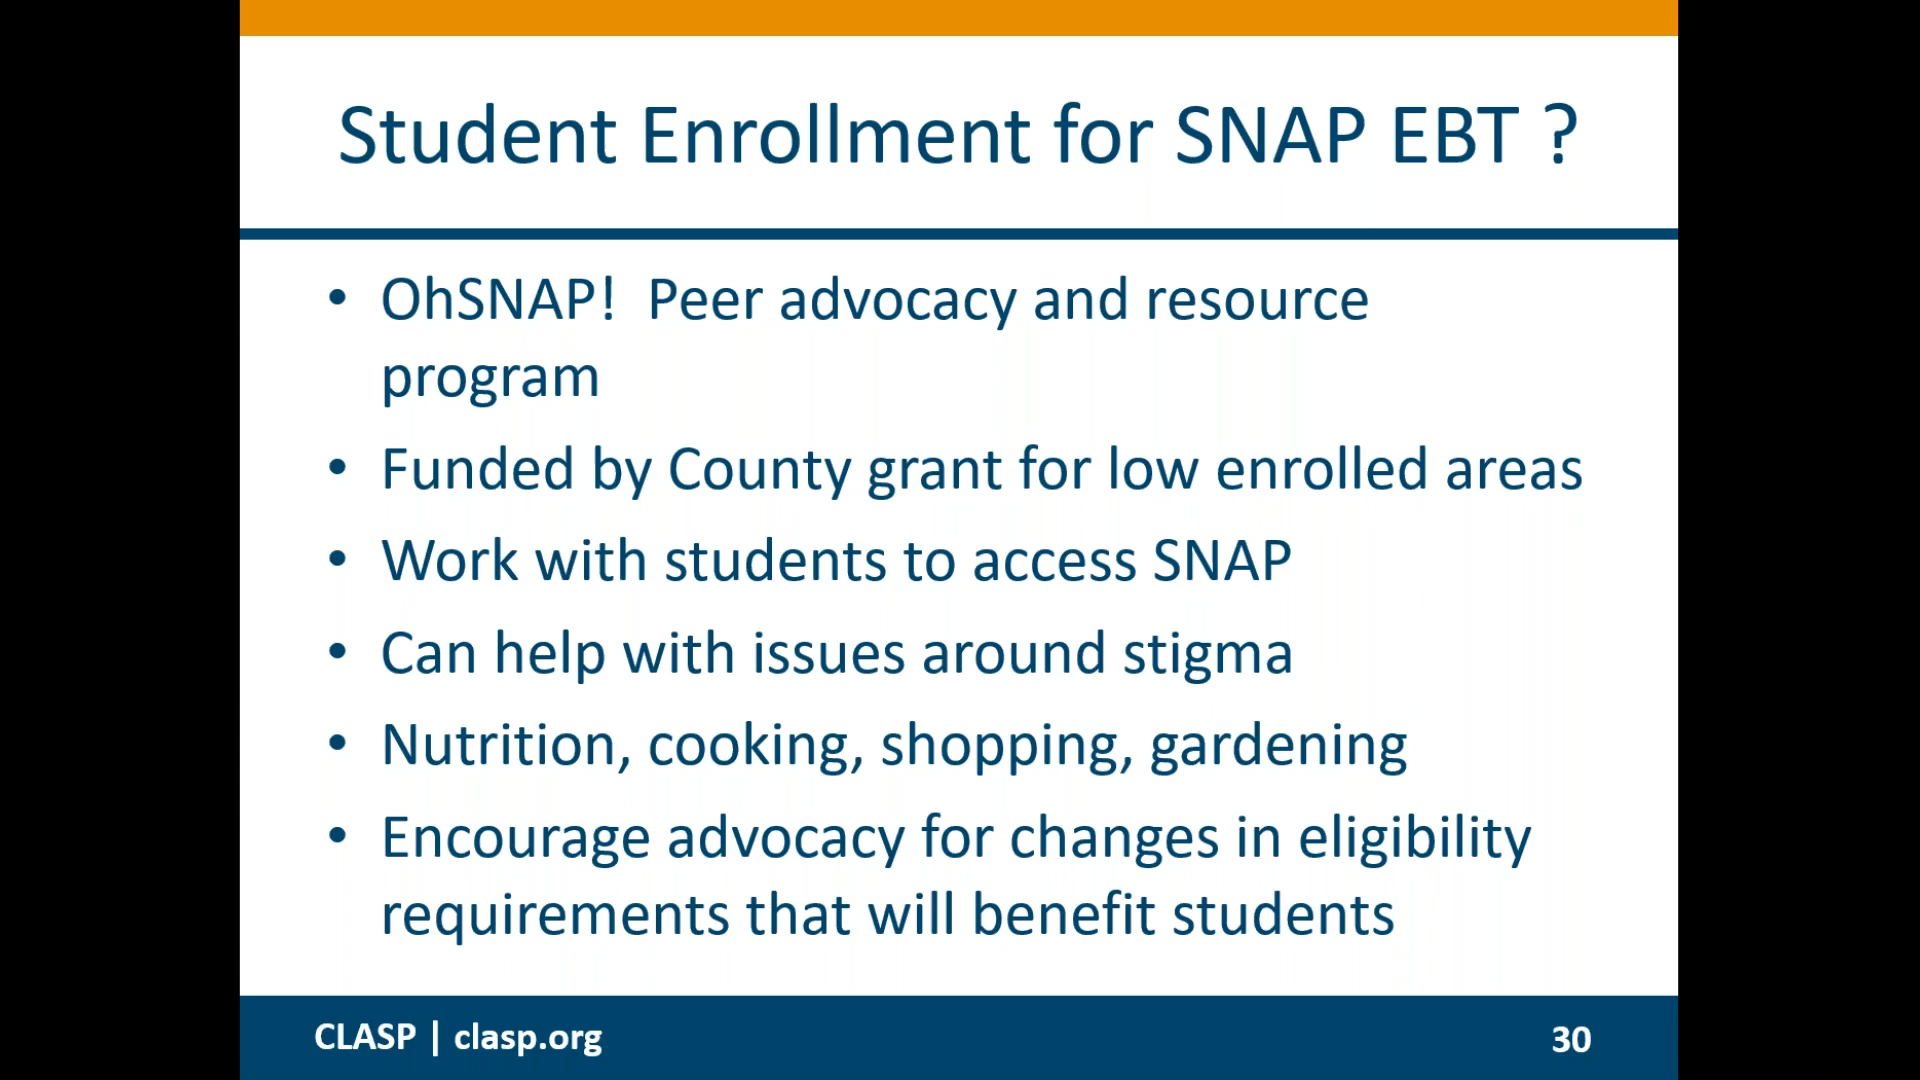 Student Enrollment for SNAP EBT ?
• OhSNAP!  Peer advocacy and resource
program
• Funded by County grant for low enrolled areas
• Work with students to access SNAP
• Can help with issues around stigma
• Nutrition, cooking, shopping, gardening
• Encourage advocacy for changes in eligibility
requirements that will benefit students
CLASP | clasp.org
30